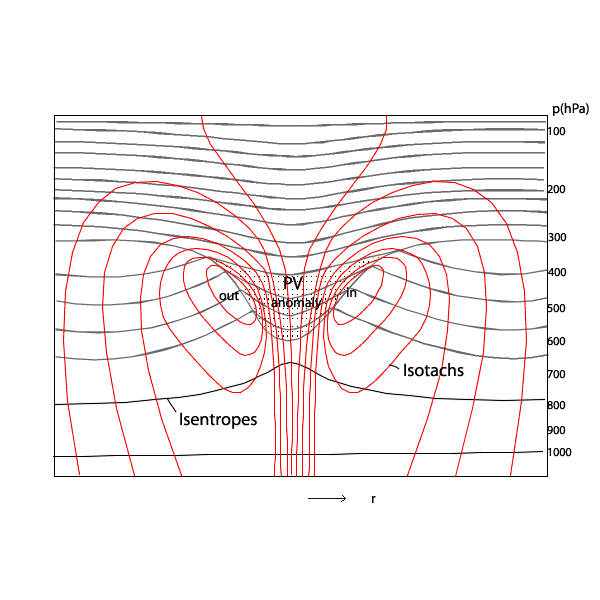 p(hPa)
100
200
300
400
PV
out
in
anomaly
500
600
Isotachs
700
800
Isentropes
900
1000
r